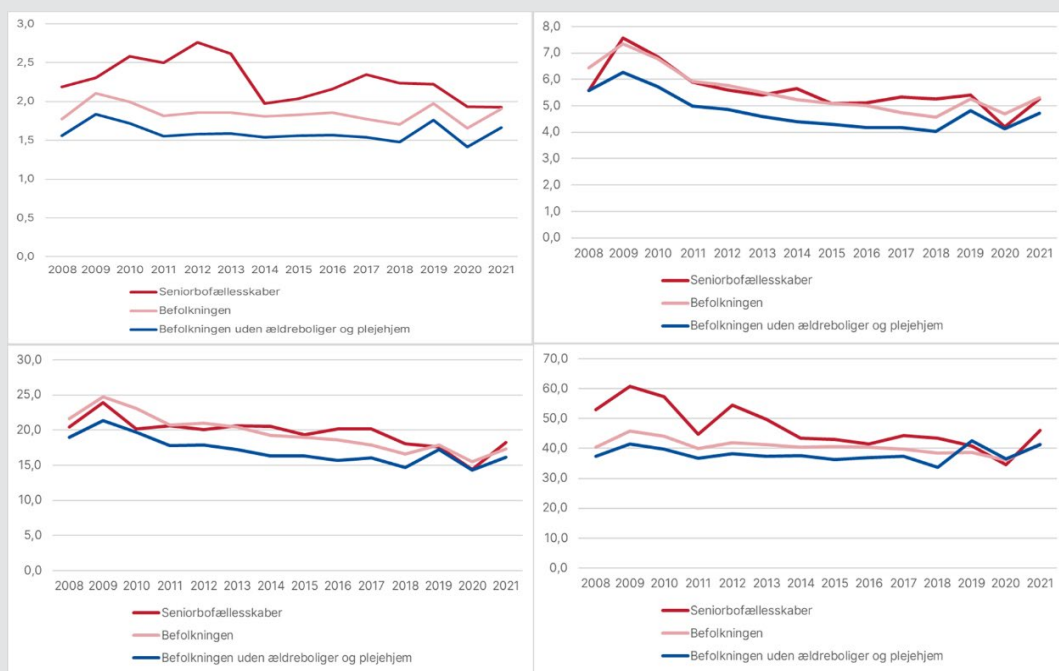 3,0
2,5
2,0
1,5
1,0
0,5
0,0
2008 2009 2010 2011 2012 2013 2014 2015 2016 2017 2018 2019 2020 2021
Seniorbofællesskaber
Befolkningen
Befolkningen uden ældreboliger og plejehjem
8,0
7,0
6,0
5,0
4,0
3,0
2,0
1,0
0,0
2008 2009 2010 2011 2012 2013 2014 2015 2016 2017 2018 2019 2020 2021
Seniorbofællesskaber
Befolkningen
Befolkningen uden ældreboliger og plejehjem
30,0
25,0
20,0
15,0
10,0
5,0
0,0
2008 2009 2010 2011 2012 2013 2014 2015 2016 2017 2018 2019 2020 2021
Seniorbofællesskaber
Befolkningen
Befolkningen uden ældreboliger og plejehjem
70,0
60,0
50,0
40,0
30,0
20,0
10,0
0,0
2008 2009 2010 2011 2012 2013 2014 2015 2016 2017 2018 2019 2020 2021
Seniorbofællesskaber
Befolkningen
Befolkningen uden ældreboliger og plejehjem